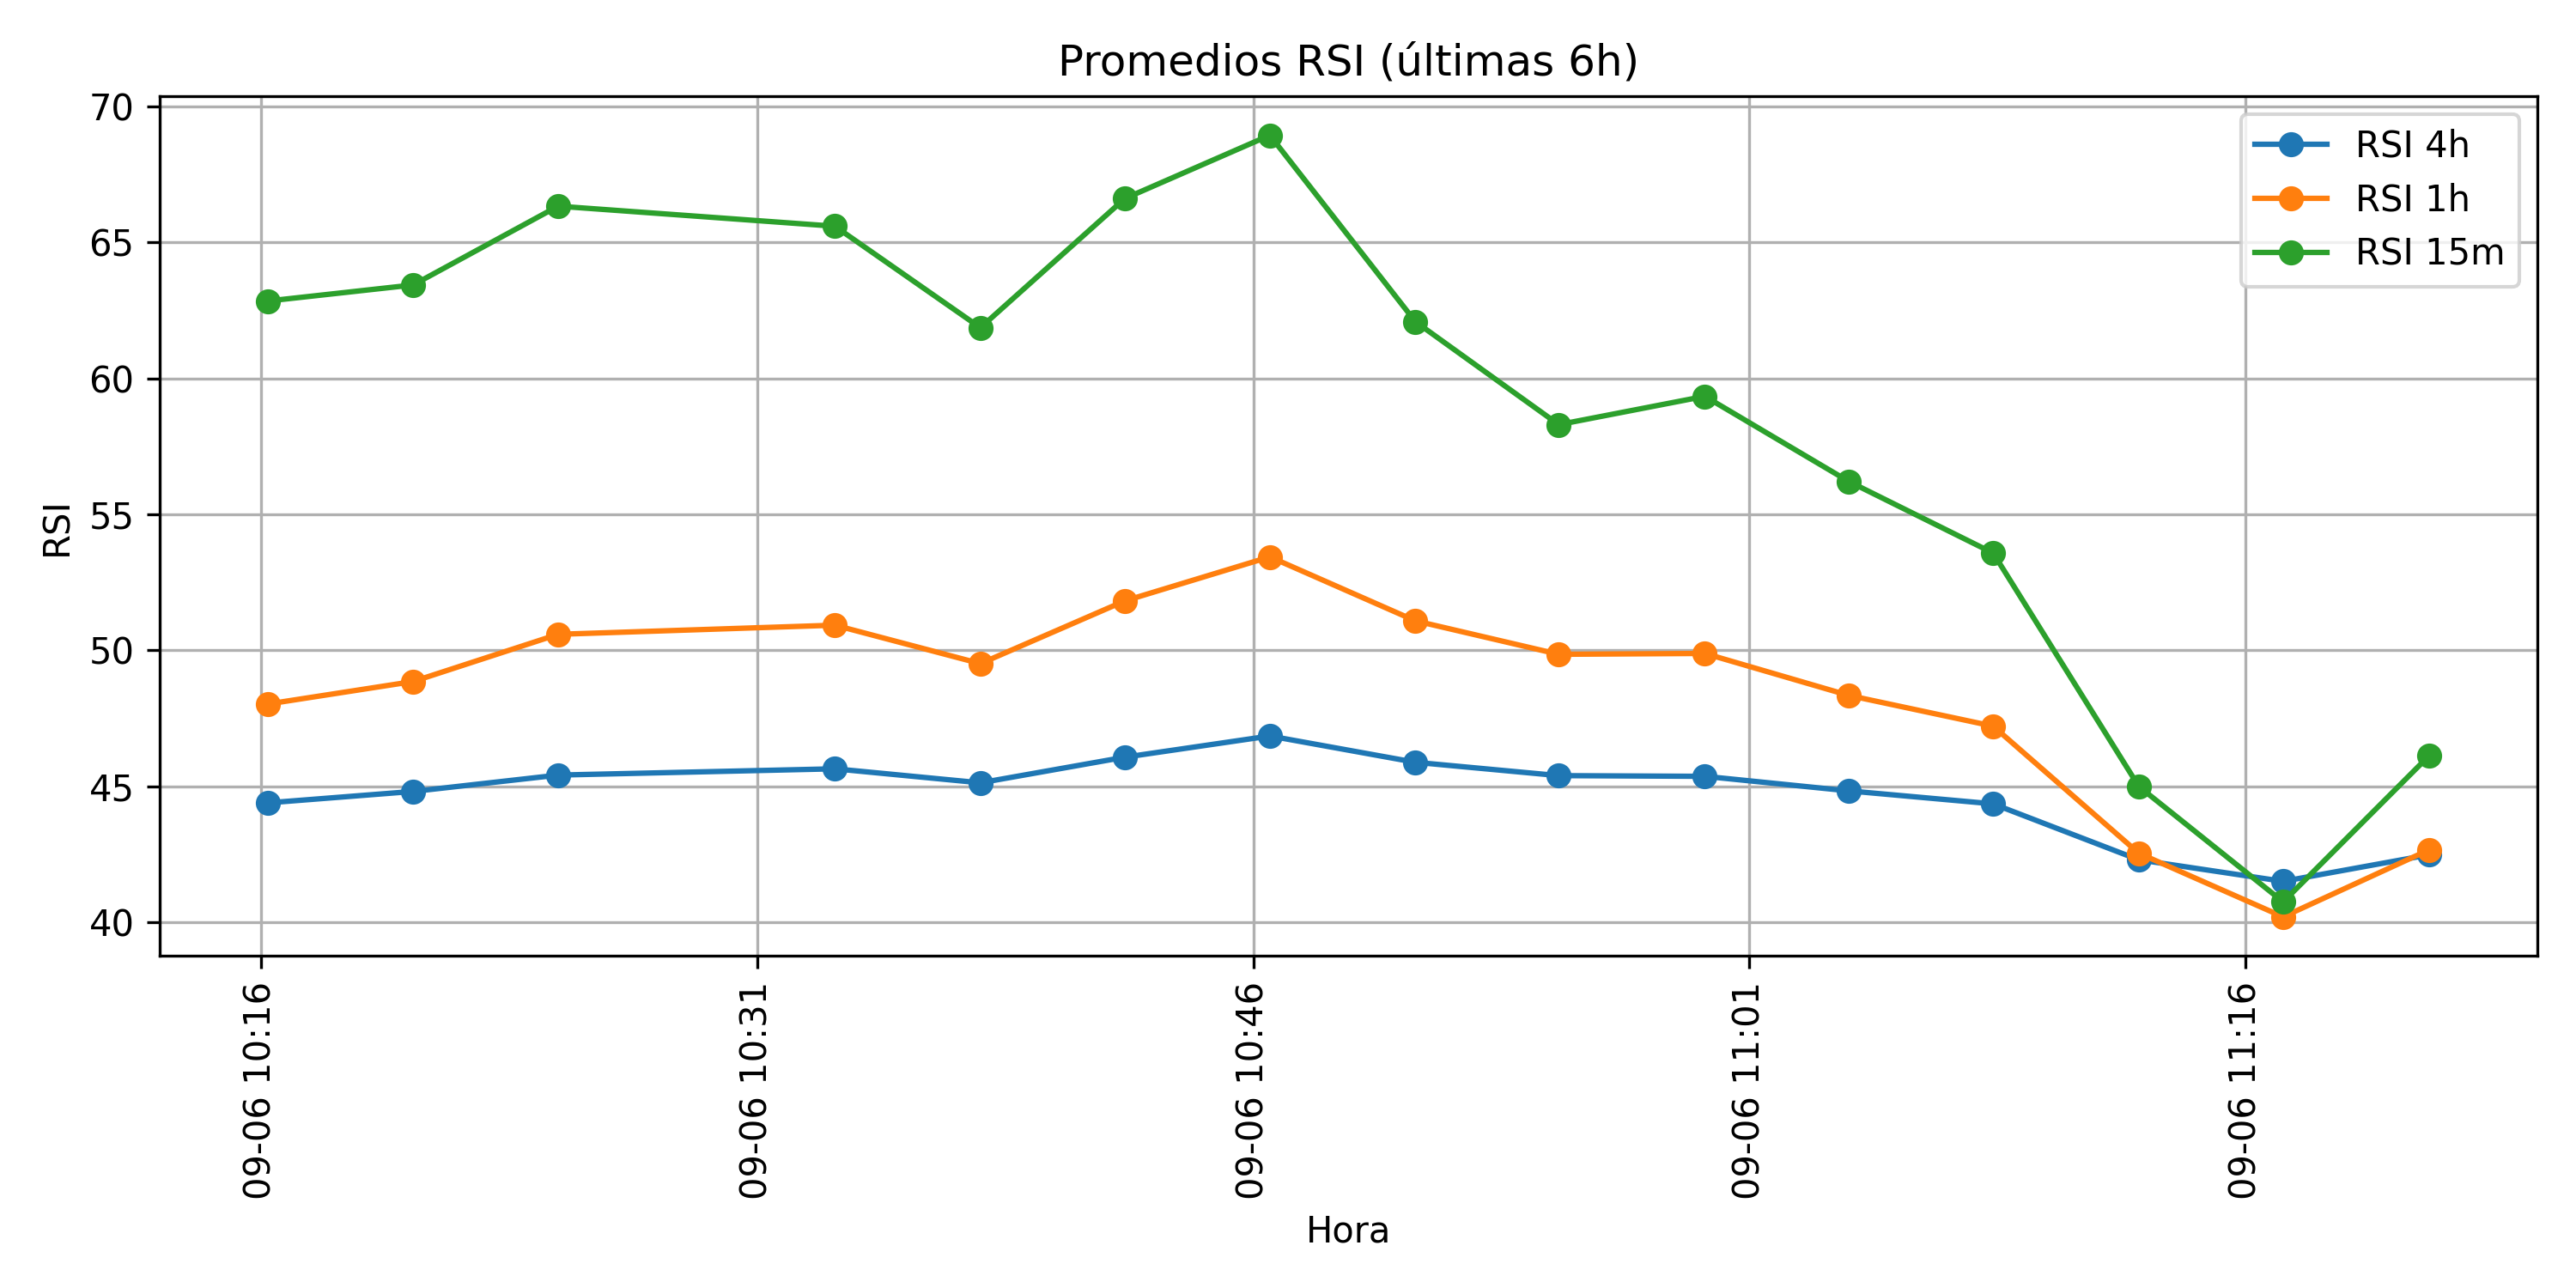 Promedios RSI (últimas 6h)
70
65
60
55
50
45
40
RSI
RSI 4h
RSI 1h
RSI 15m
09-06 10:16
09-06 10:31
09-06 10:46
09-06 11:01
09-06 11:16
Hora